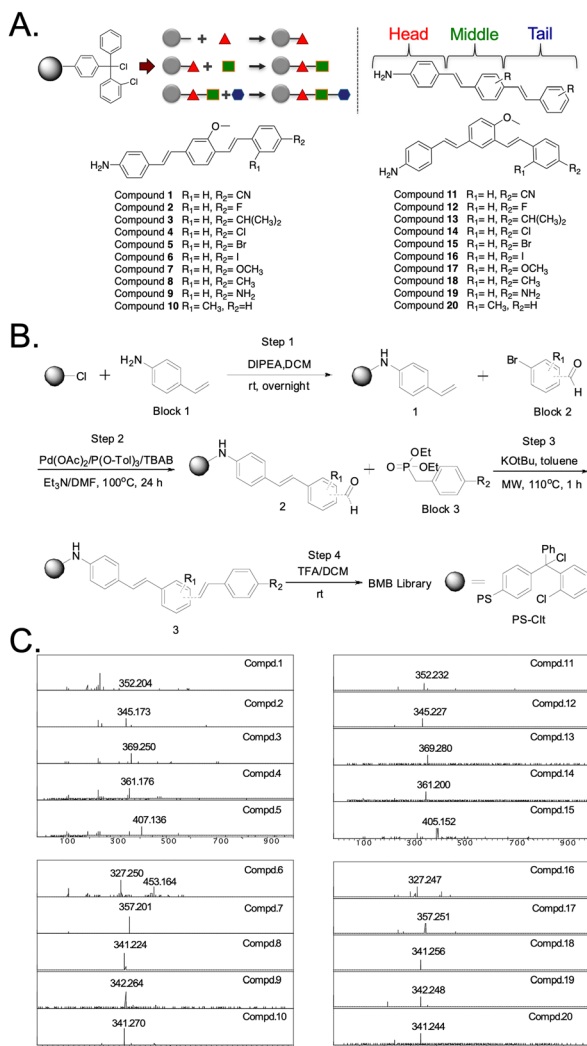 A.
Cl
Cl
Head Middle Tail
H2N
R
R
O
R2
H2N
R1
O
H2N
R1
R2
Compound 1 R1= H, R2= CN
Compound 2 R1= H, R2= F
Compound 3 R1= H, R2= CH(CH3)2
Compound 4 R1= H, R2= Cl
Compound 5 R1= H, R2= Br
Compound 6 R1= H, R2= I
Compound 7 R1= H, R2= OCH3
Compound 8 R1= H, R2= CH3
Compound 9 R1= H, R2= NH2
Compound 10 R1= CH3, R2=H
Compound 11 R1= H, R2= CN
Compound 12 R1= H, R2= F
Compound 13 R1= H, R2= CH(CH3)2
Compound 14 R1= H, R2= Cl
Compound 15 R1= H, R2= Br
Compound 16 R1= H, R2= I
Compound 17 R1= H, R2= OCH3
Compound 18 R1= H, R2= CH3
Compound 19 R1= H, R2= NH2
Compound 20 R1= CH3, R2= H
B.
Cl
+
H2N
Block 1
Step 1
DIPEA,DCM
rt, overnight
H
N
1
+
Br
R1
O
H
Block 2
Step 2
Pd(OAc)2/P(O-Tol)3/TBAB
Et3N/DMF, 100°C, 24 h
H
N
R1
O
H
2
+
OEt
O
P
OEt
R2
Block 3
Step 3
KOtBu, toluene
MW, 110°C, 1 h
H
N
R1
R2
3
Step 4
TFA/DCM
rt
BMB Library
Ph
Cl
Cl
PS
PS-Clt
C.
Compd.1
352.204
Compd.2
345.173
Compd.3
369.250
Compd.4
361.176
Compd.5
407.136
100 300 500 700 900
Compd.11
352.232
Compd.12
345.227
Compd.13
369.280
Compd.14
361.200
Compd.15
405.152
100 300 500 700 900
Compd.6
327.250
453.164
Compd.7
357.201
Compd.8
341.224
Compd.9
342.264
Compd.10
341.270
Compd.16
327.247
Compd.17
357.251
Compd.18
341.256
Compd.19
342.248
Compd.20
341.244